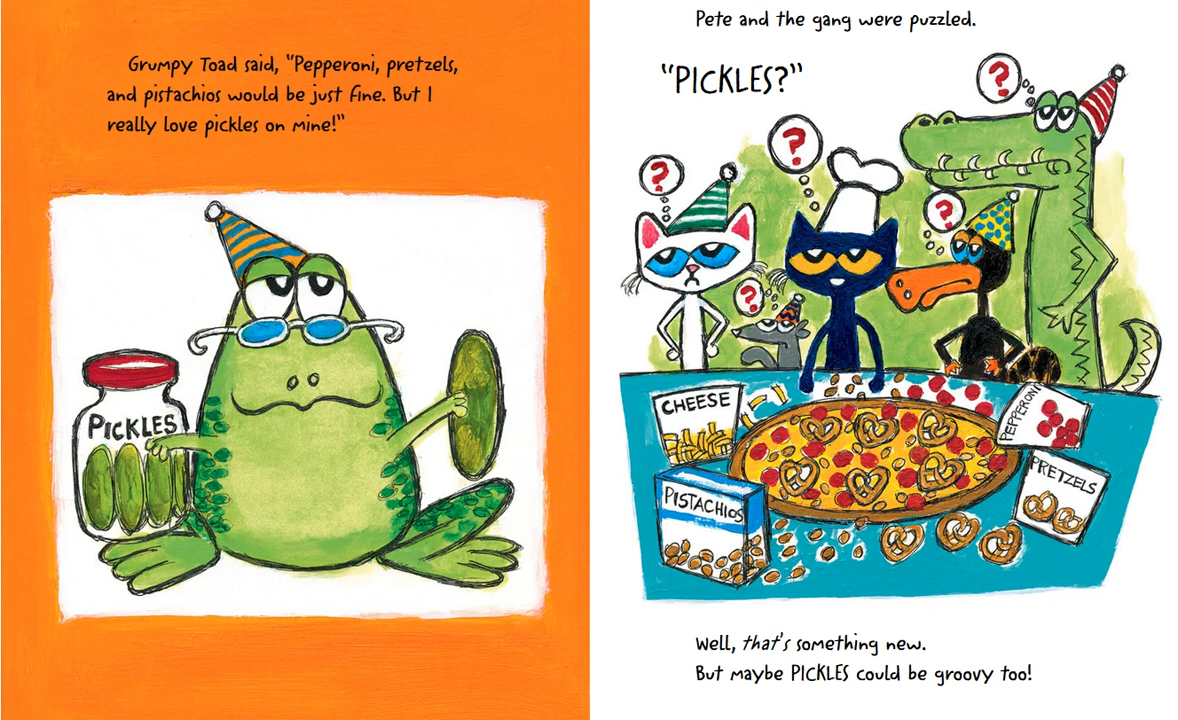 Grumpy Toad said, “Pepperoni, pretzels,
and pistachios would be just fine. But I
really love pickles on mine!”
PICKLES
Pete and the gang were puzzled.
“PICKLES?”
?
?
?
?
?
CHEESE
PEPPERONI
PISTACHIOS
PRETZELS
Well, that's something new.
But maybe PICKLES could be groovy too!